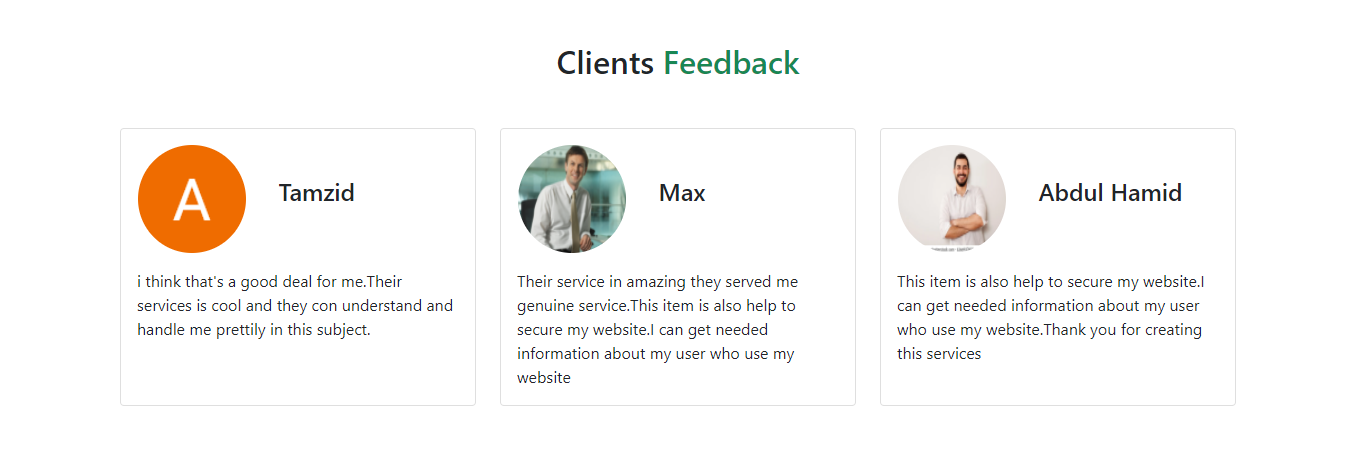 Clients Feedback
A
Tamzid
i think that's a good deal for me.Their
services is cool and they con understand and
handle me prettily in this subject.
Max
Their service in amazing they served me
genuine service.This item is also help to
secure my website.I can get needed
information about my user who use my
website
Abdul Hamid
This item is also help to secure my website.I
can get needed information about my user
who use my website.Thank you for creating
this services